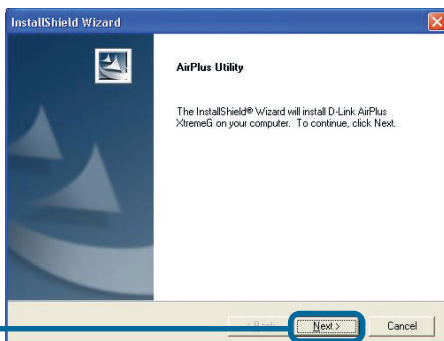 InstallShield Wizard
AirPlus Utility
The InstallShield® Wizard will install D-Link AirPlus
XtremeG on your computer. To continue, click Next.
< Back Next > Cancel